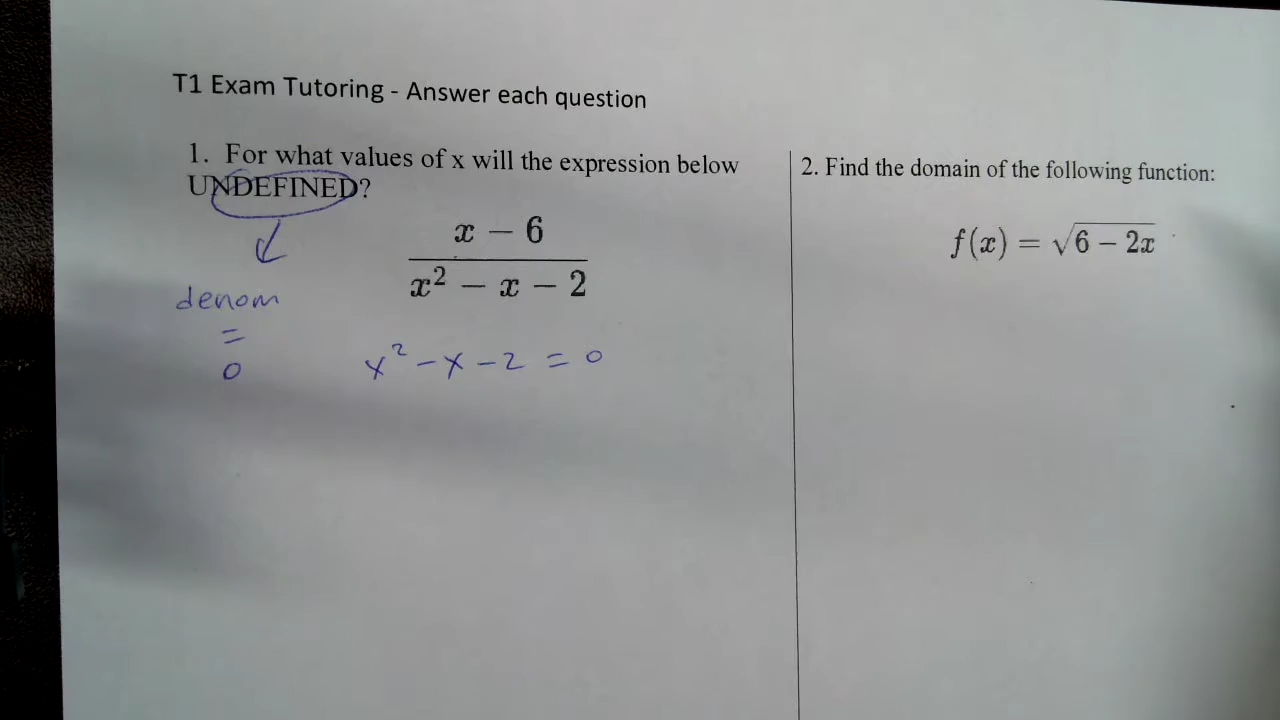 T1 Exam Tutoring - Answer each question
1. For what values of x will the expression below
UNDEFINED?
x − 6
x² − x − 2
denom
=
0
x² − x − 2 = 0
2. Find the domain of the following function:
f(x) = √(6 − 2x)